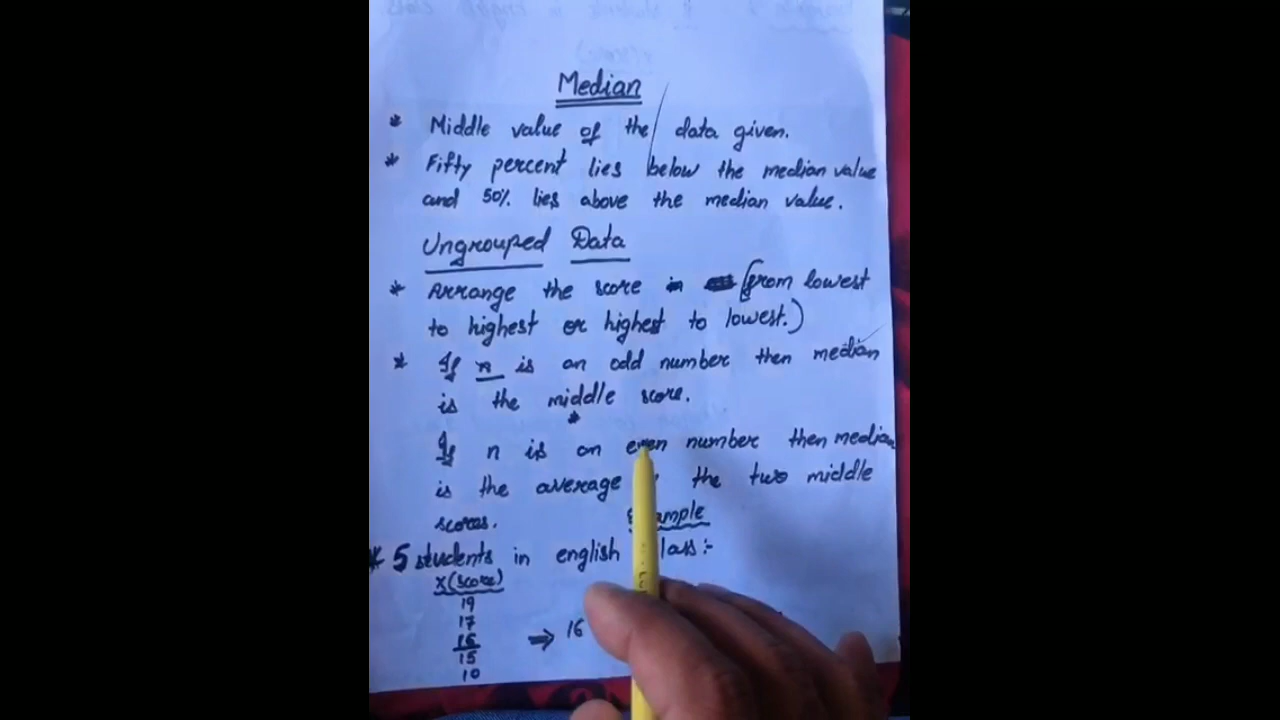 Median
* Middle value of the data given.
* Fifty percent lies below the median value
and 50% lies above the median value.
Ungrouped Data
* Arrange the score in (from lowest
to highest or highest to lowest.)
* If n is an odd number then median
is the middle score.
*
If n is an even number then median
is the average the two middle
scores.
* 5 students in english
X(score)
19
17
16
15
10
⇒ 16